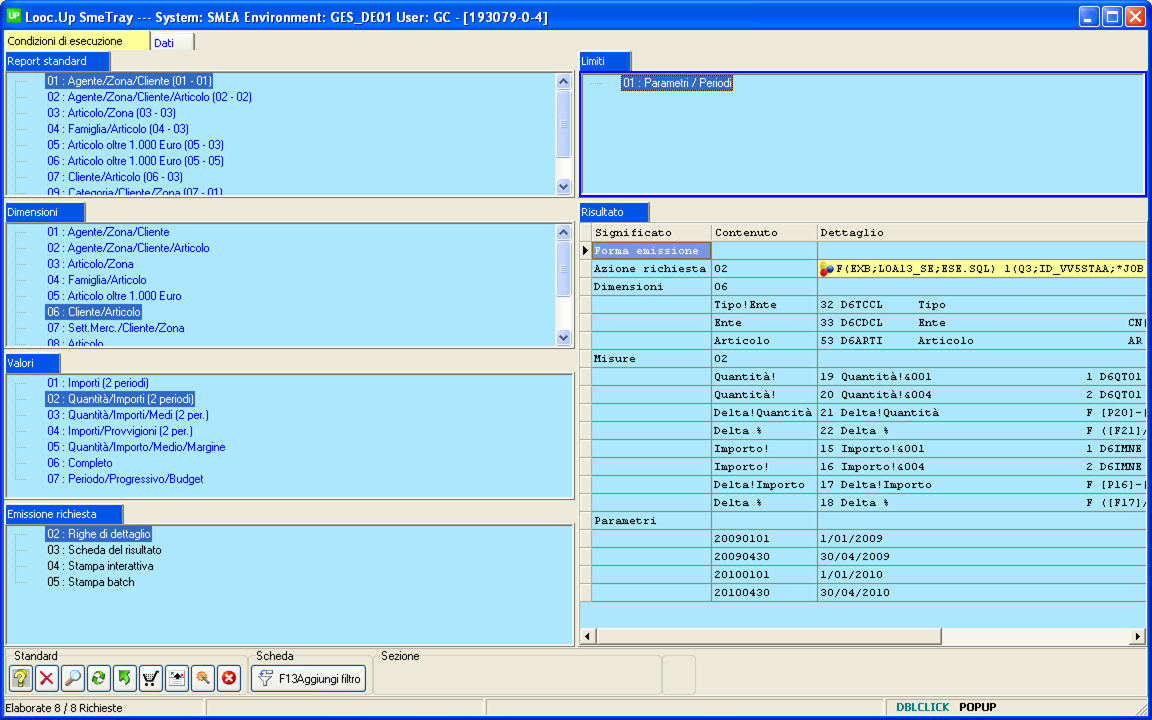 UP Looc.Up SmeTray --- System: SMEA Environment: GES_DE01 User: GC - [193079-0-4]
Condizioni di esecuzione Dati
Report standard
01 : Agente/Zona/Cliente (01 - 01)
02 : Agente/Zona/Cliente/Articolo (02 - 02)
03 : Articolo/Zona (03 - 03)
04 : Famiglia/Articolo (04 - 03)
05 : Articolo oltre 1.000 Euro (05 - 03)
06 : Articolo oltre 1.000 Euro (05 - 05)
07 : Cliente/Articolo (06 - 03)
09 : Categoria/Cliente/Zona (07 - 01)
Dimensioni
01 : Agente/Zona/Cliente
02 : Agente/Zona/Cliente/Articolo
03 : Articolo/Zona
04 : Famiglia/Articolo
05 : Articolo oltre 1.000 Euro
06 : Cliente/Articolo
07 : Sett.Merc./Cliente/Zona
08 : Articolo
Valori
01 : Importi (2 periodi)
02 : Quantità/Importi (2 periodi)
03 : Quantità/Importi/Medi (2 per.)
04 : Importi/Provvigioni (2 per.)
05 : Quantità/Importo/Medio/Margine
06 : Completo
07 : Periodo/Progressivo/Budget
Emissione richiesta
02 : Righe di dettaglio
03 : Scheda del risultato
04 : Stampa interattiva
05 : Stampa batch
Limiti
01 : Parametri / Periodi
Risultato
Significato Contenuto Dettaglio
Forma emissione
Azione richiesta 02 F(EXB;LOA13_SE;ESE.SQL) 1(Q3;ID_VV5STAA;*JOB
Dimensioni 06
Tipo!Ente 32 D6TCCL Tipo
Ente 33 D6CDCL Ente CN
Articolo 53 D6ARTI Articolo AR
Misure 02
Quantità! 19 Quantità!&001 1 D6QT01
Quantità! 20 Quantità!&004 2 D6QT01
Delta!Quantità 21 Delta!Quantità F [P20]-
Delta % 22 Delta % F ([F21]/
Importo! 15 Importo!&001 1 D6IMNE
Importo! 16 Importo!&004 2 D6IMNE
Delta!Importo 17 Delta!Importo F [P16]-
Delta % 18 Delta % F ([F17]/
Parametri
20090101 1/01/2009
20090430 30/04/2009
20100101 1/01/2010
20100430 30/04/2010
Standard Scheda Sezione
F13Aggiungi filtro
Elaborate 8 / 8 Richieste DBLCLICK POPUP